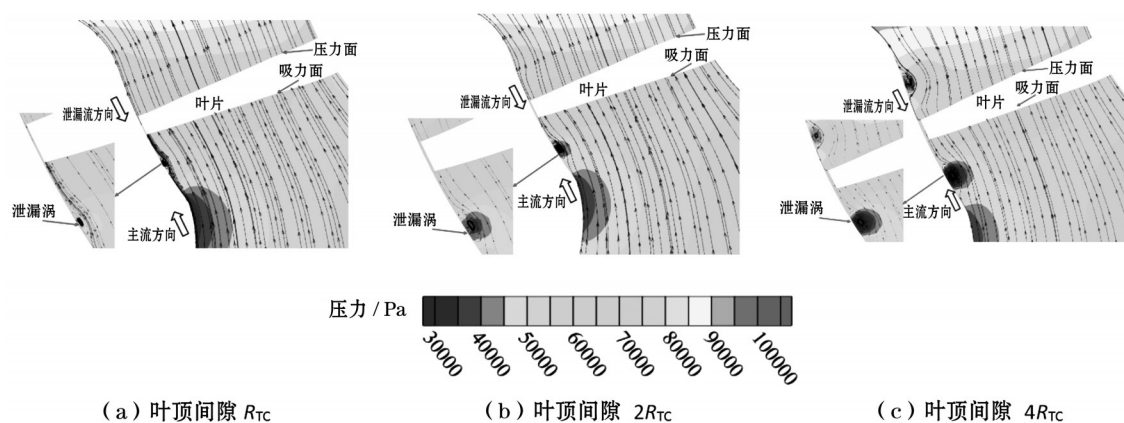 压力面
吸力面
叶片
泄漏流方向
泄漏涡
主流方向
压力面
吸力面
叶片
泄漏流方向
泄漏涡
主流方向
压力面
吸力面
叶片
泄漏流方向
泄漏涡
主流方向
压力 / Pa
30000
40000
50000
60000
70000
80000
90000
100000
(a) 叶顶间隙 RTC
(b) 叶顶间隙 2RTC
(c) 叶顶间隙 4RTC